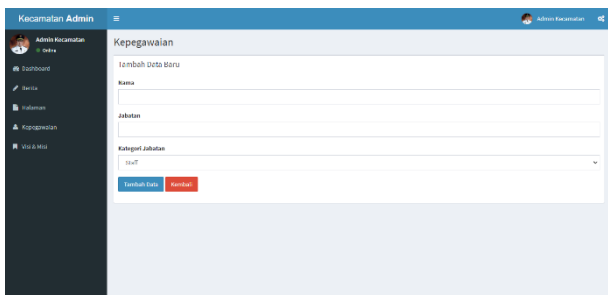 Kecamatan Admin
Admin Kecamatan
Admin Kecamatan
Online
Dashboard
Berita
Halaman
Kepegawaian
Visi & Misi
Kepegawaian
Tambah Data Baru
Nama
Jabatan
Kategori Jabatan
Staff
Tambah Data
Kembali